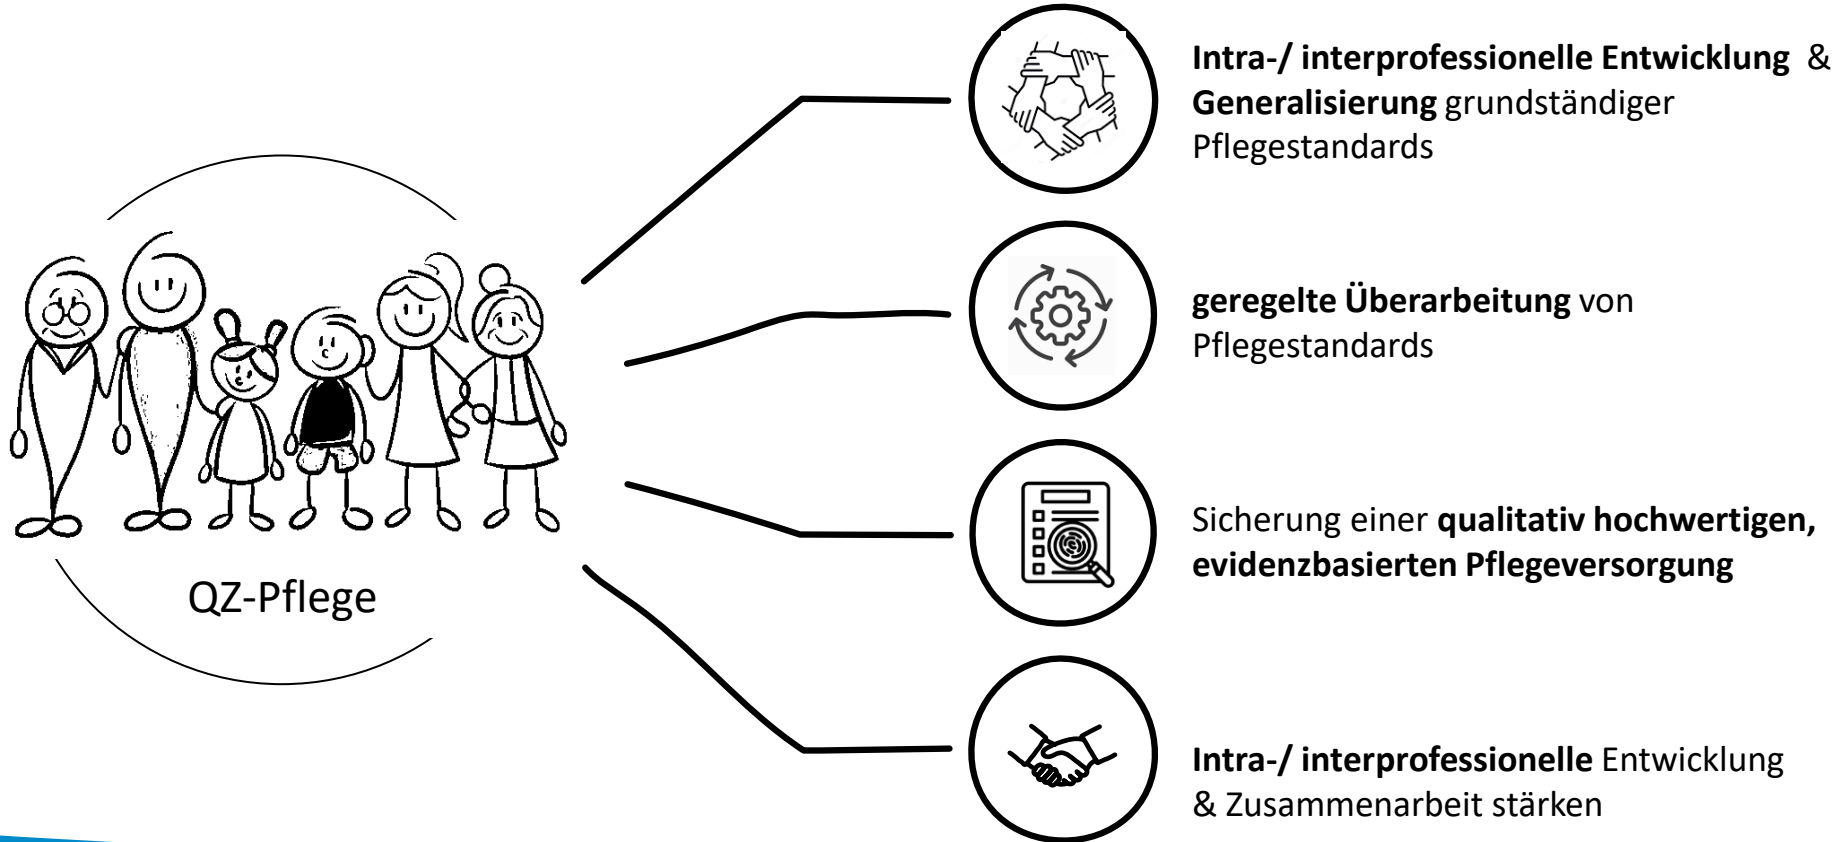 Intra-/ interprofessionelle Entwicklung &
Generalisierung grundständiger
Pflegestandards
geregelte Überarbeitung von
Pflegestandards
QZ-Pflege
Sicherung einer qualitativ hochwertigen,
evidenzbasierten Pflegeversorgung
Intra-/ interprofessionelle Entwicklung
& Zusammenarbeit stärken